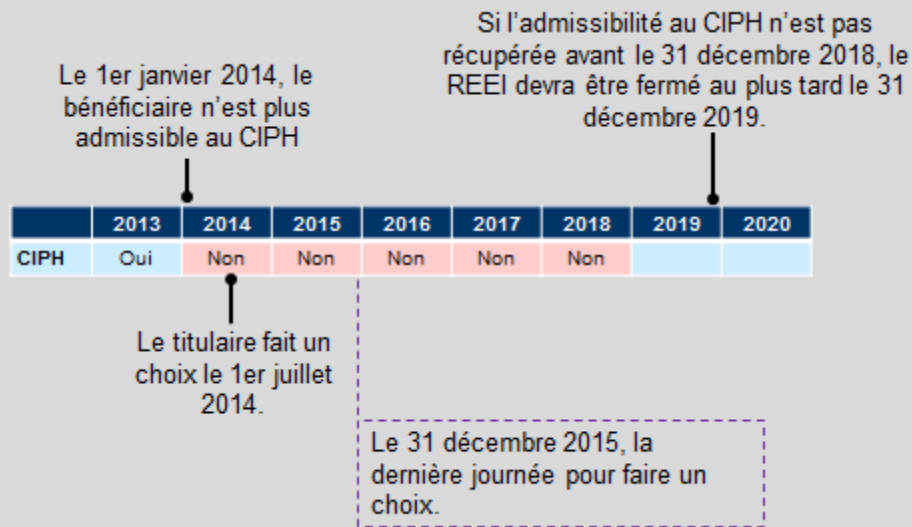 Si l'admissibilité au CIPH n'est pas
récupérée avant le 31 décembre 2018, le
REEI devra être fermé au plus tard le 31
décembre 2019.
Le 1er janvier 2014, le
bénéficiaire n'est plus
admissible au CIPH
2013 2014 2015 2016 2017 2018 2019 2020
CIPH Oui Non Non Non Non Non
Le titulaire fait un
choix le 1er juillet
2014.
Le 31 décembre 2015, la
dernière journée pour faire un
choix.